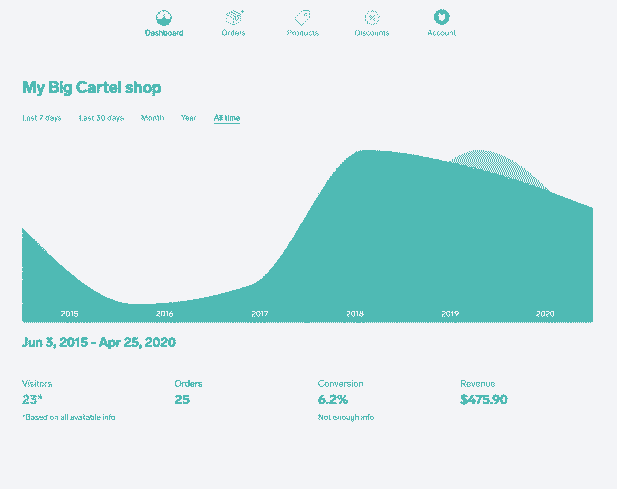 Dashboard Orders Products Discounts Account
My Big Cartel shop
Last 7 days Last 30 days Month Year All time
2015 2016 2017 2018 2019 2020
Jun 3, 2015 - Apr 25, 2020
Visitors Orders Conversion Revenue
23* 25 6.2% $475.90
*Based on all available info Not enough info